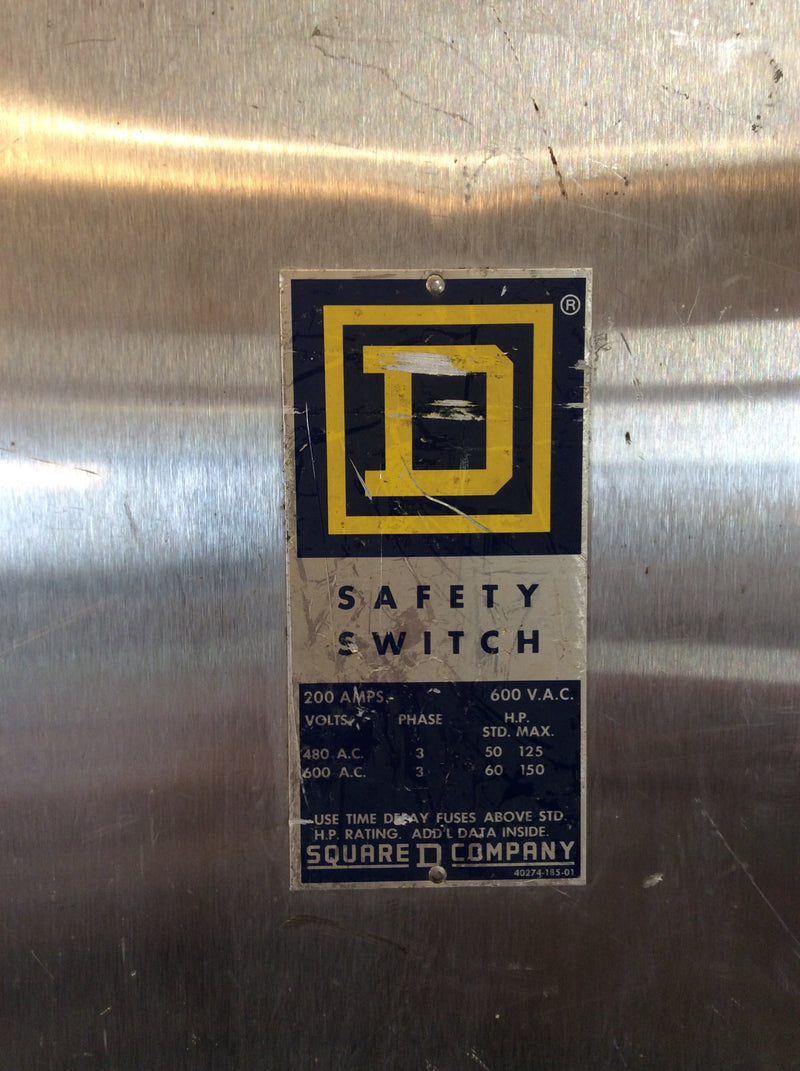 ®
D
SAFETY
SWITCH
200 AMPS. 600 V.A.C.
VOLTS PHASE H.P.
STD. MAX.
480 A.C. 3 50 125
600 A.C. 3 60 150
USE TIME DELAY FUSES ABOVE STD.
H.P. RATING. ADD'L DATA INSIDE.
SQUARE D COMPANY
40274-185-01